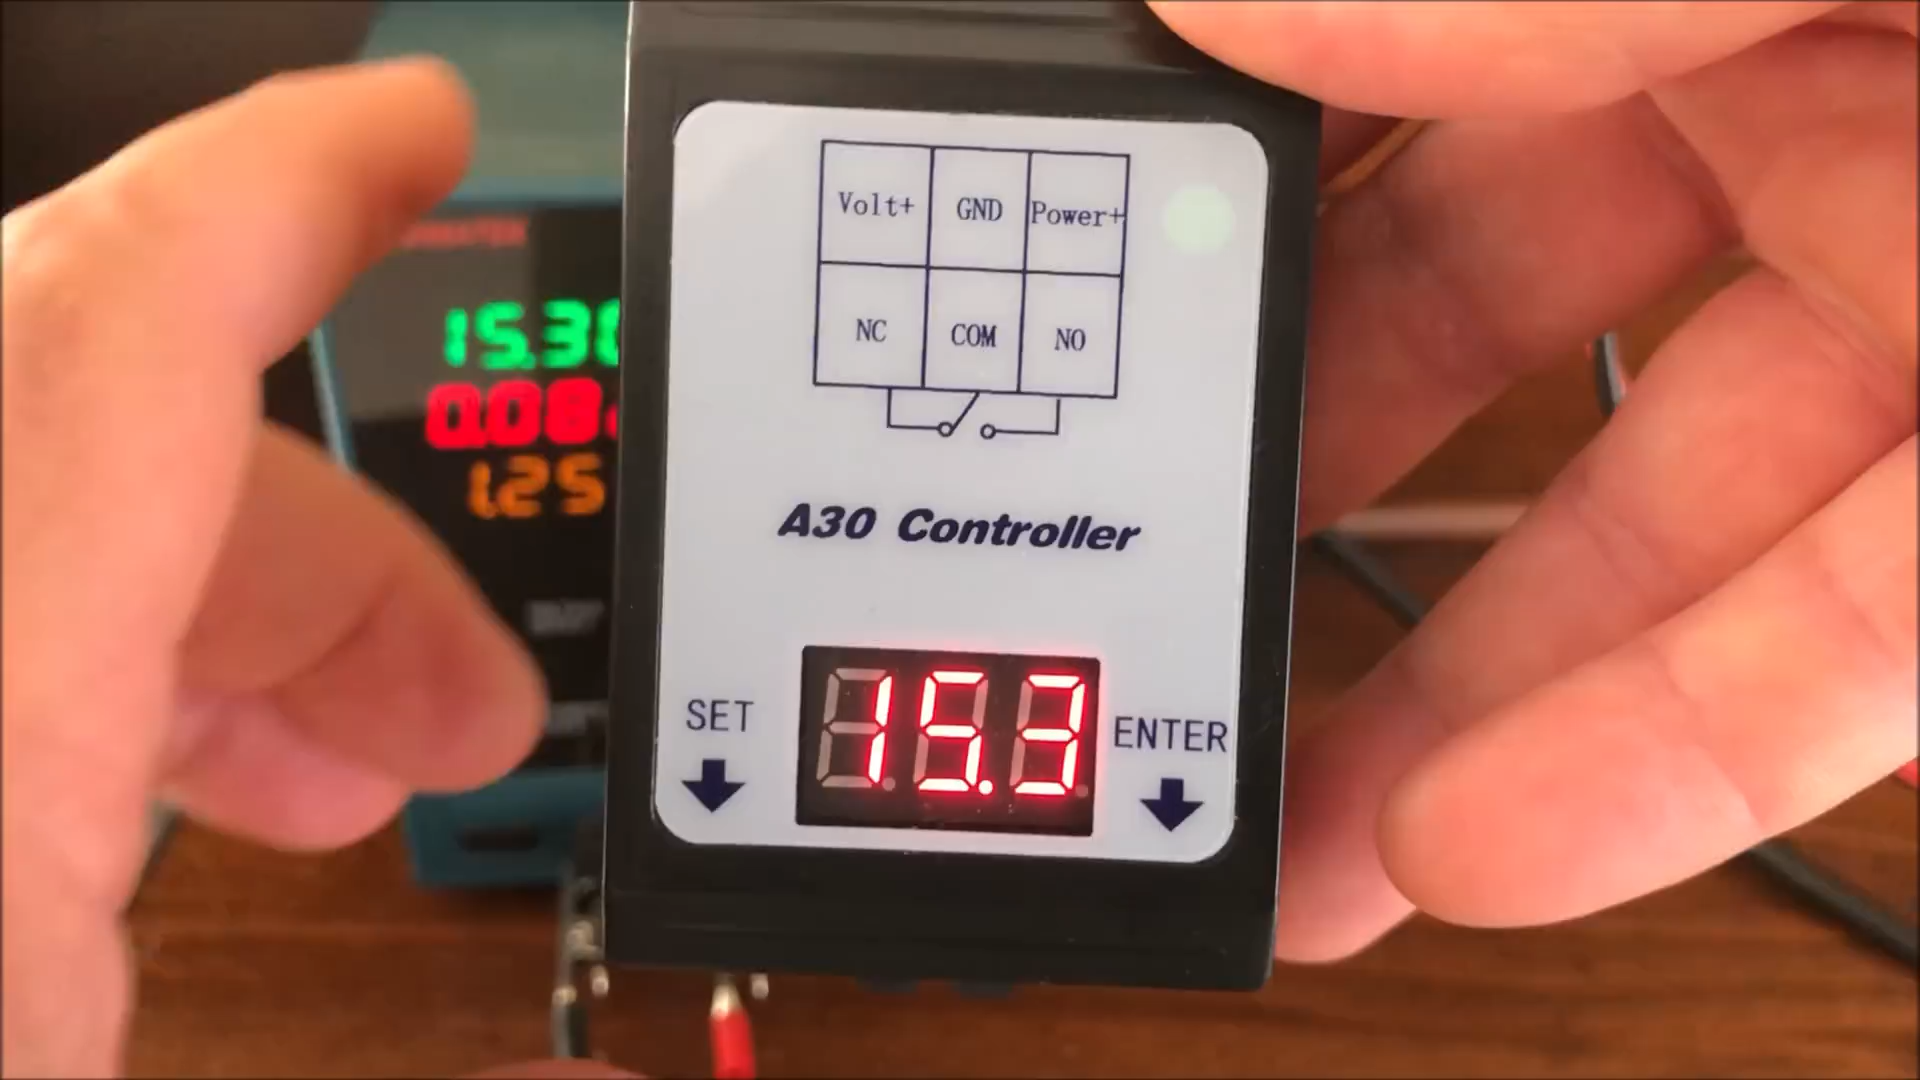 Volt+ GND Power+
NC COM NO
A30 Controller
SET
ENTER
15.3
15.30
0.08
1.25